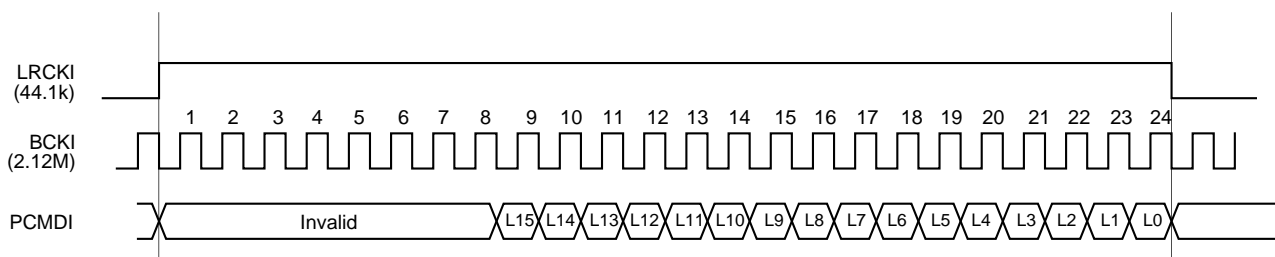 LRCKI
(44.1k)
1 2 3 4 5 6 7 8 9 10 11 12 13 14 15 16 17 18 19 20 21 22 23 24
BCKI
(2.12M)
PCMDI Invalid L15 L14 L13 L12 L11 L10 L9 L8 L7 L6 L5 L4 L3 L2 L1 L0